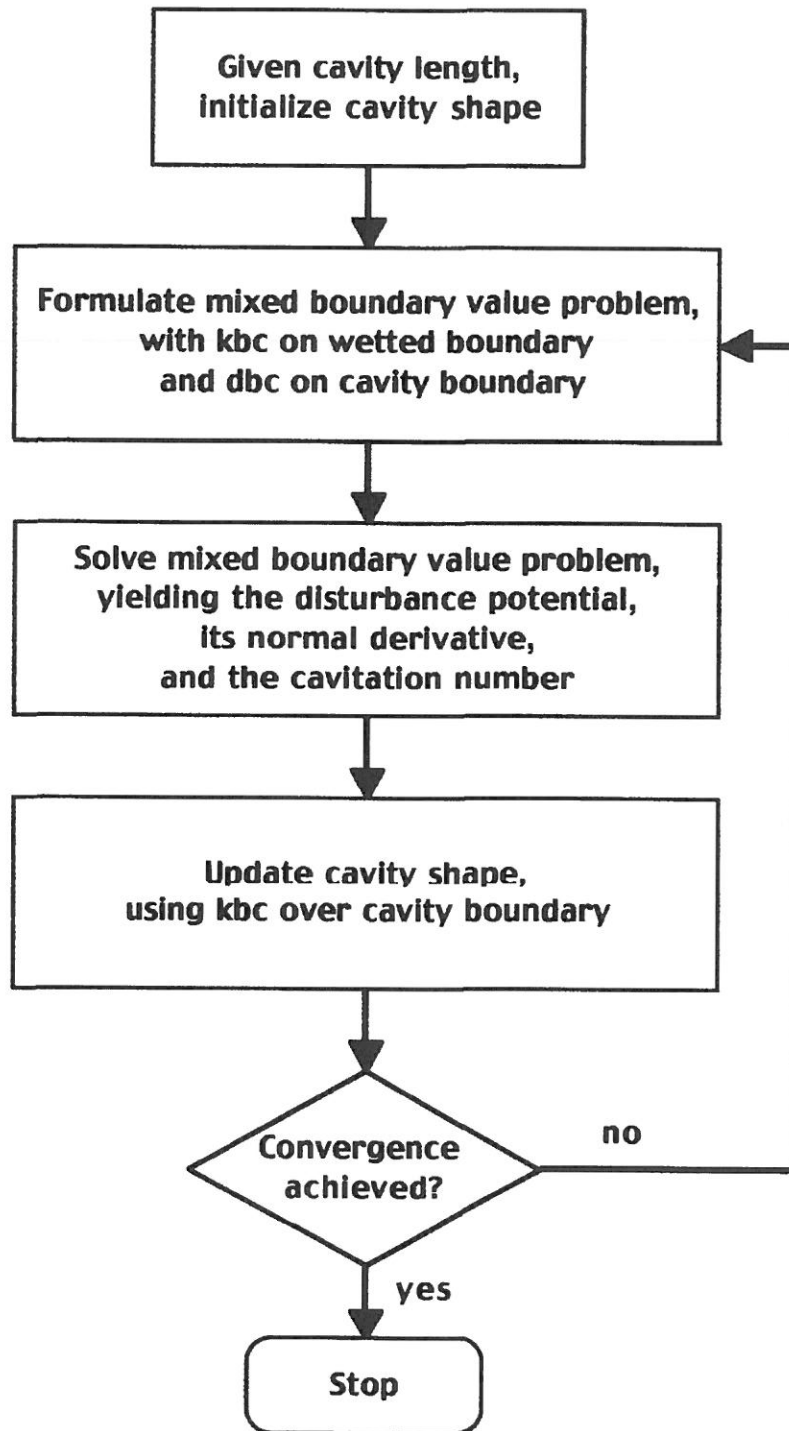 Given cavity length,
initialize cavity shape
Formulate mixed boundary value problem,
with kbc on wetted boundary
and dbc on cavity boundary
Solve mixed boundary value problem,
yielding the disturbance potential,
its normal derivative,
and the cavitation number
Update cavity shape,
using kbc over cavity boundary
Convergence
achieved?
no
yes
Stop